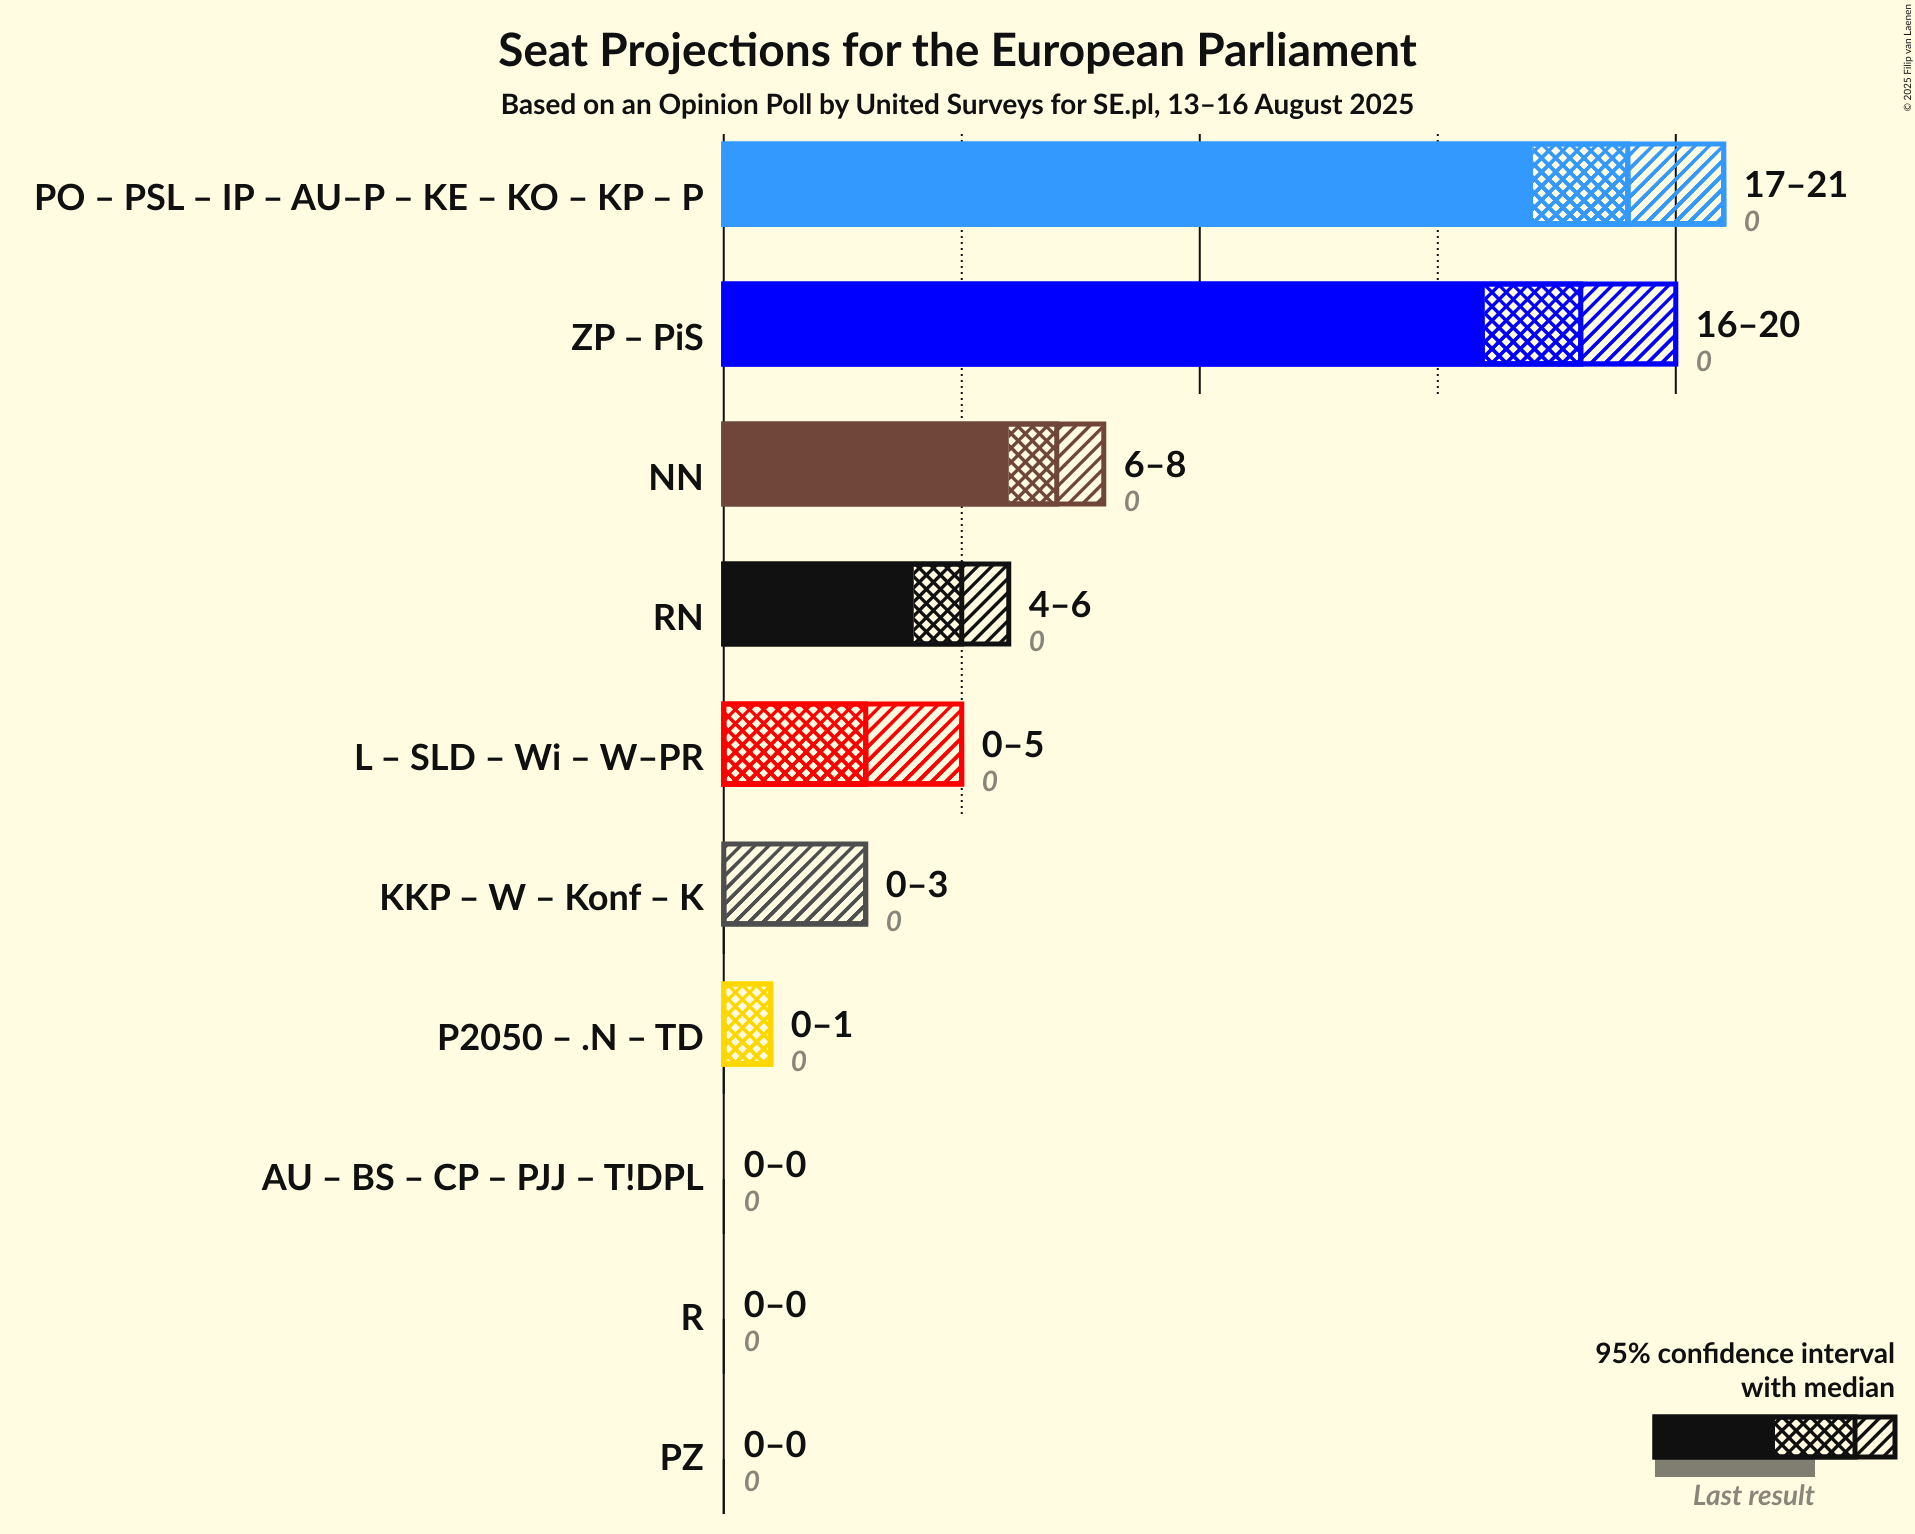 Seat Projections for the European Parliament
Based on an Opinion Poll by United Surveys for SE.pl, 13–16 August 2025
© 2025 Filip van Laenen
PO – PSL – IP – AU–P – KE – KO – KP – P
17–21
0
ZP – PiS
16–20
0
NN
6–8
0
RN
4–6
0
L – SLD – Wi – W–PR
0–5
0
KKP – W – Konf – K
0–3
0
P2050 – .N – TD
0–1
0
AU – BS – CP – PJJ – T!DPL
0–0
0
R
0–0
0
PZ
0–0
0
95% confidence interval
with median
Last result